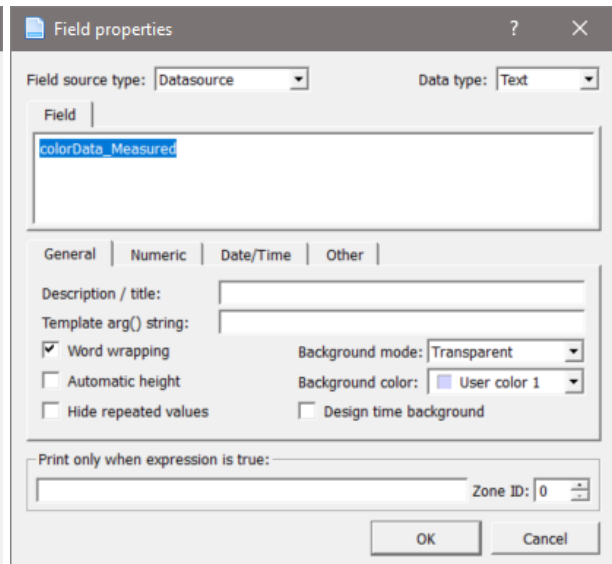 Field properties
Field source type: Datasource Data type: Text
Field
colorData_Measured
General Numeric Date/Time Other
Description / title:
Template arg() string:
Word wrapping Background mode: Transparent
Automatic height Background color: User color 1
Hide repeated values Design time background
Print only when expression is true:
Zone ID: 0
OK Cancel